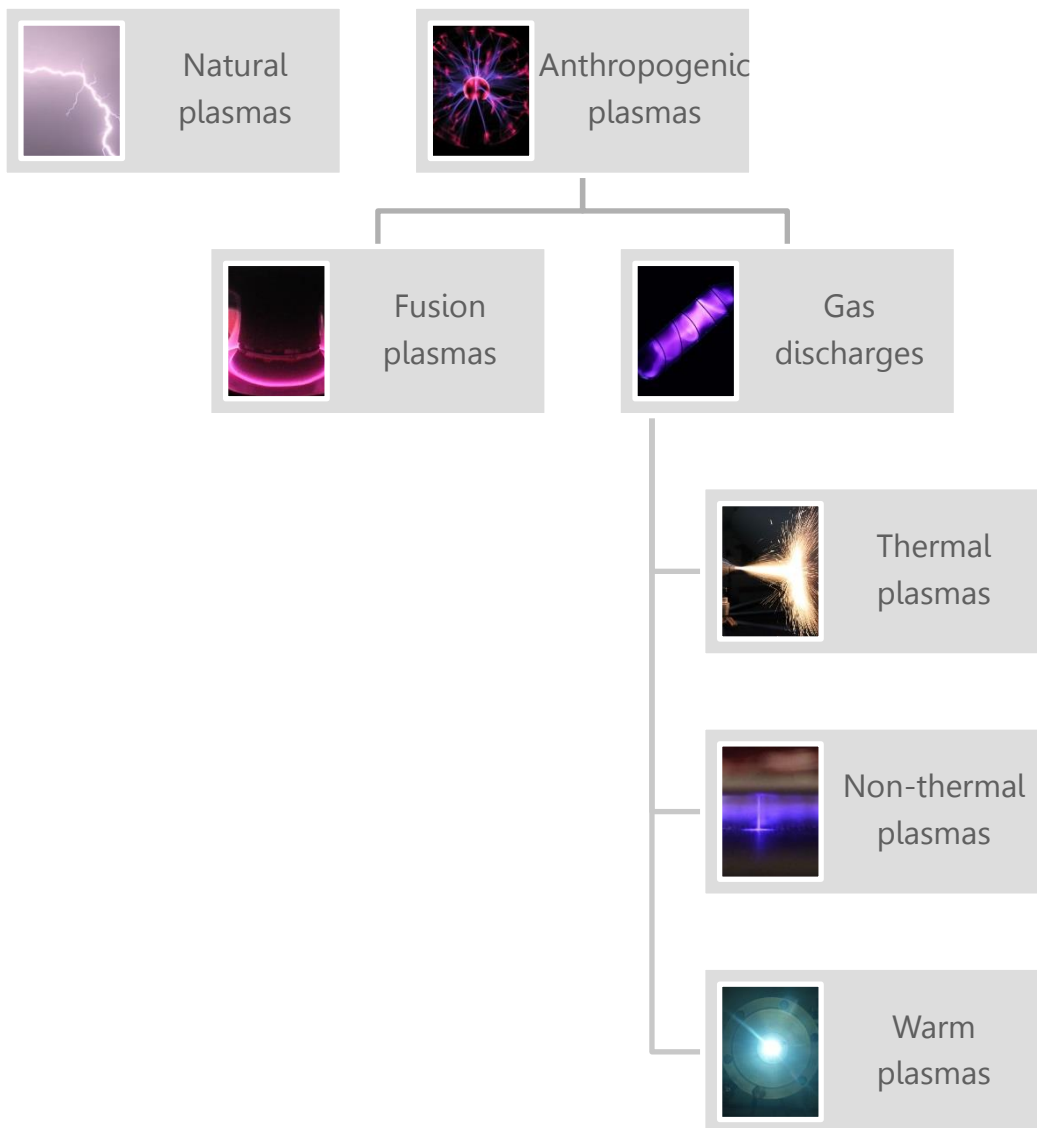 Natural
plasmas
Anthropogenic
plasmas
Fusion
plasmas
Gas
discharges
Thermal
plasmas
Non-thermal
plasmas
Warm
plasmas